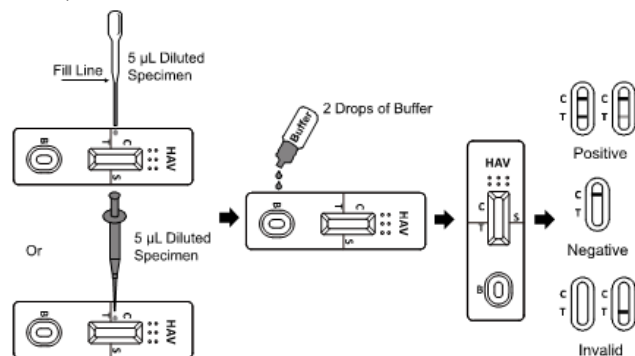 5 µL Diluted
Specimen
Fill Line
B
T
C
S
HAV
Or
5 µL Diluted
Specimen
B
T
C
S
HAV
Buffer
2 Drops of Buffer
B
T
C
S
HAV
HAV
C
S
T
B
C
T
C
T
Positive
C
T
Negative
C
T
C
T
Invalid